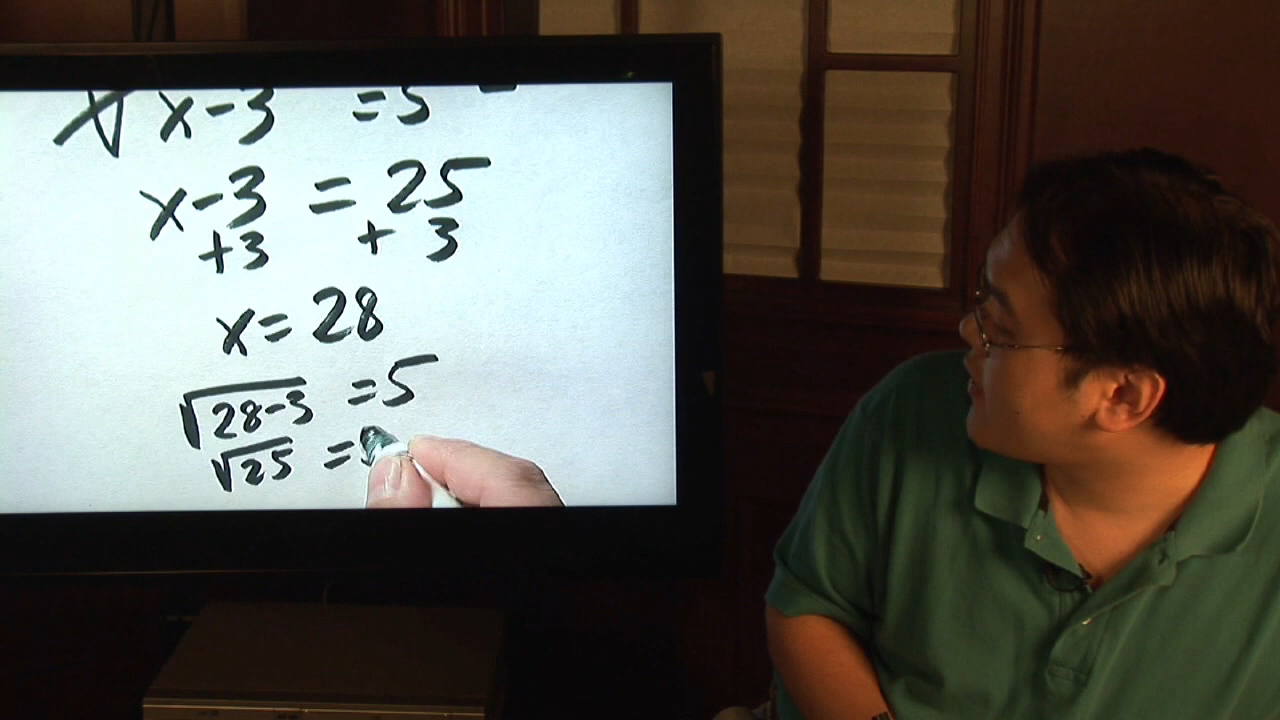 √x-3 =5
x-3 = 25
+3 + 3
x= 28
√28-3 =5
√25 =